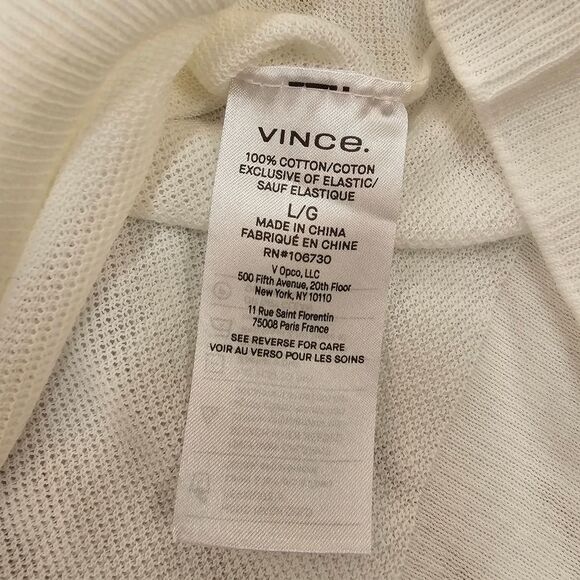 VINCE.
100% COTTON/COTON
EXCLUSIVE OF ELASTIC/
SAUF ELASTIQUE
L/G
MADE IN CHINA
FABRIQUÉ EN CHINE
RN#106730
V Opco, LLC
500 Fifth Avenue, 20th Floor
New York, NY 10110
11 Rue Saint Florentin
75008 Paris France
SEE REVERSE FOR CARE
VOIR AU VERSO POUR LES SOINS